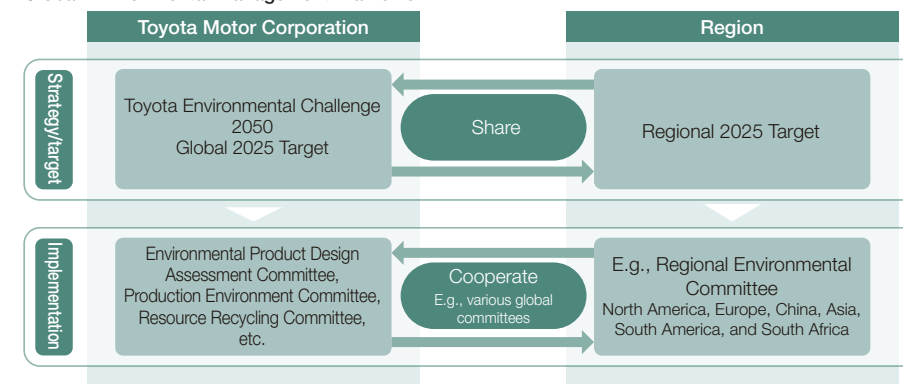 Toyota Motor Corporation
Region
Strategy/target
Toyota Environmental Challenge
2050
Global 2025 Target
Share
Regional 2025 Target
Implementation
Environmental Product Design
Assessment Committee,
Production Environment Committee,
Resource Recycling Committee,
etc.
Cooperate
E.g., various global
committees
E.g., Regional Environmental
Committee
North America, Europe, China, Asia,
South America, and South Africa